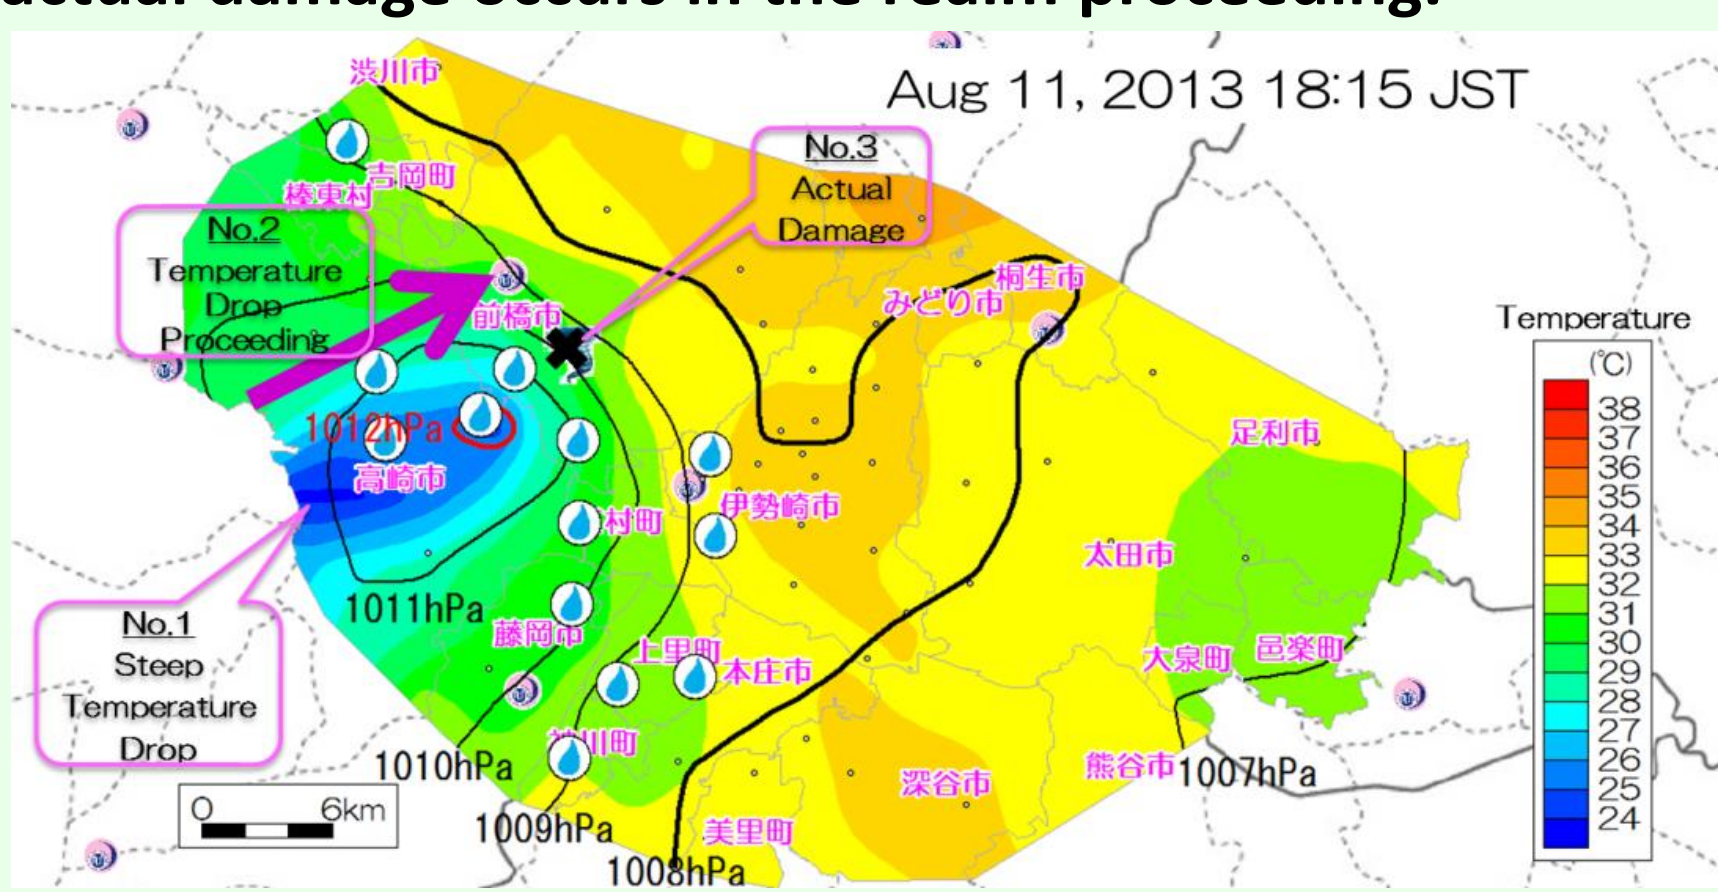 actual damage occurs in the realm proceeding.
Aug 11, 2013 18:15 JST
渋川市
吉岡町
榛東村
No.3
Actual
Damage
No.2
Temperature
Drop
Proceeding
前橋市
みどり市
桐生市
1012hPa
高崎市
村町
伊勢崎市
足利市
太田市
1011hPa
藤岡市
上里町
本庄市
大泉町
邑楽町
No.1
Steep
Temperature
Drop
川町
1010hPa
1009hPa
1008hPa
美里町
深谷市
熊谷市
1007hPa
0 6km
Temperature
(℃)
38
37
36
35
34
33
32
31
30
29
28
27
26
25
24